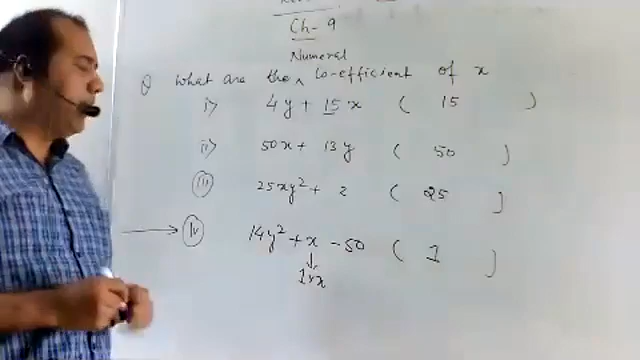 Ch- 9
Numeral
Q What are the ^ co-efficient of x
i> 4y + 15x ( 15 )
ii> 50x + 13y ( 50 )
iii 25xy² + 2 ( 25 )
iv 14y² + x - 50 ( 1 )
1×x